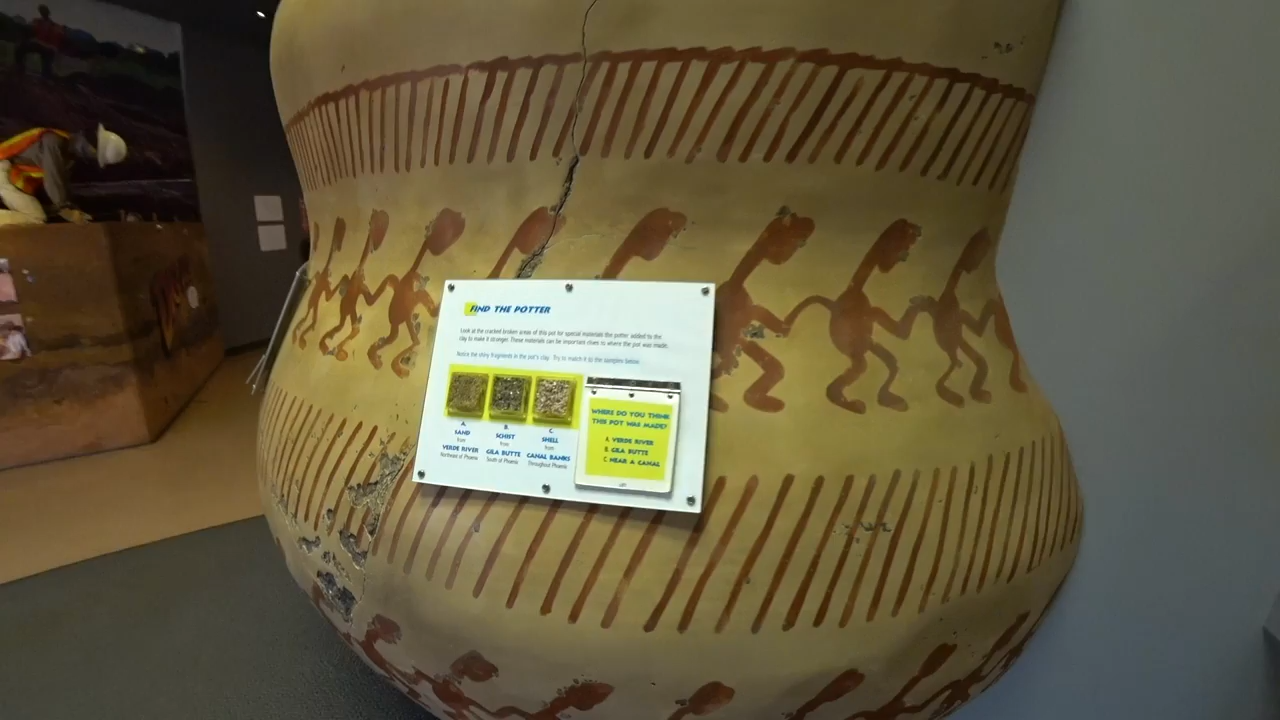 FIND THE POTTER
Look at the cracked broken areas of this pot for special materials the potter added to the
clay to make it stronger. These materials can be important clues to where the pot was made.
Notice the shiny fragments in the pot's clay. Try to match it to the samples below.
A.
SAND
from
VERDE RIVER
Northeast of Phoenix
B.
SCHIST
from
GILA BUTTE
South of Phoenix
C.
SHELL
from
CANAL BANKS
Throughout Phoenix
WHERE DO YOU THINK
THIS POT WAS MADE?
A. VERDE RIVER
B. GILA BUTTE
C. NEAR A CANAL